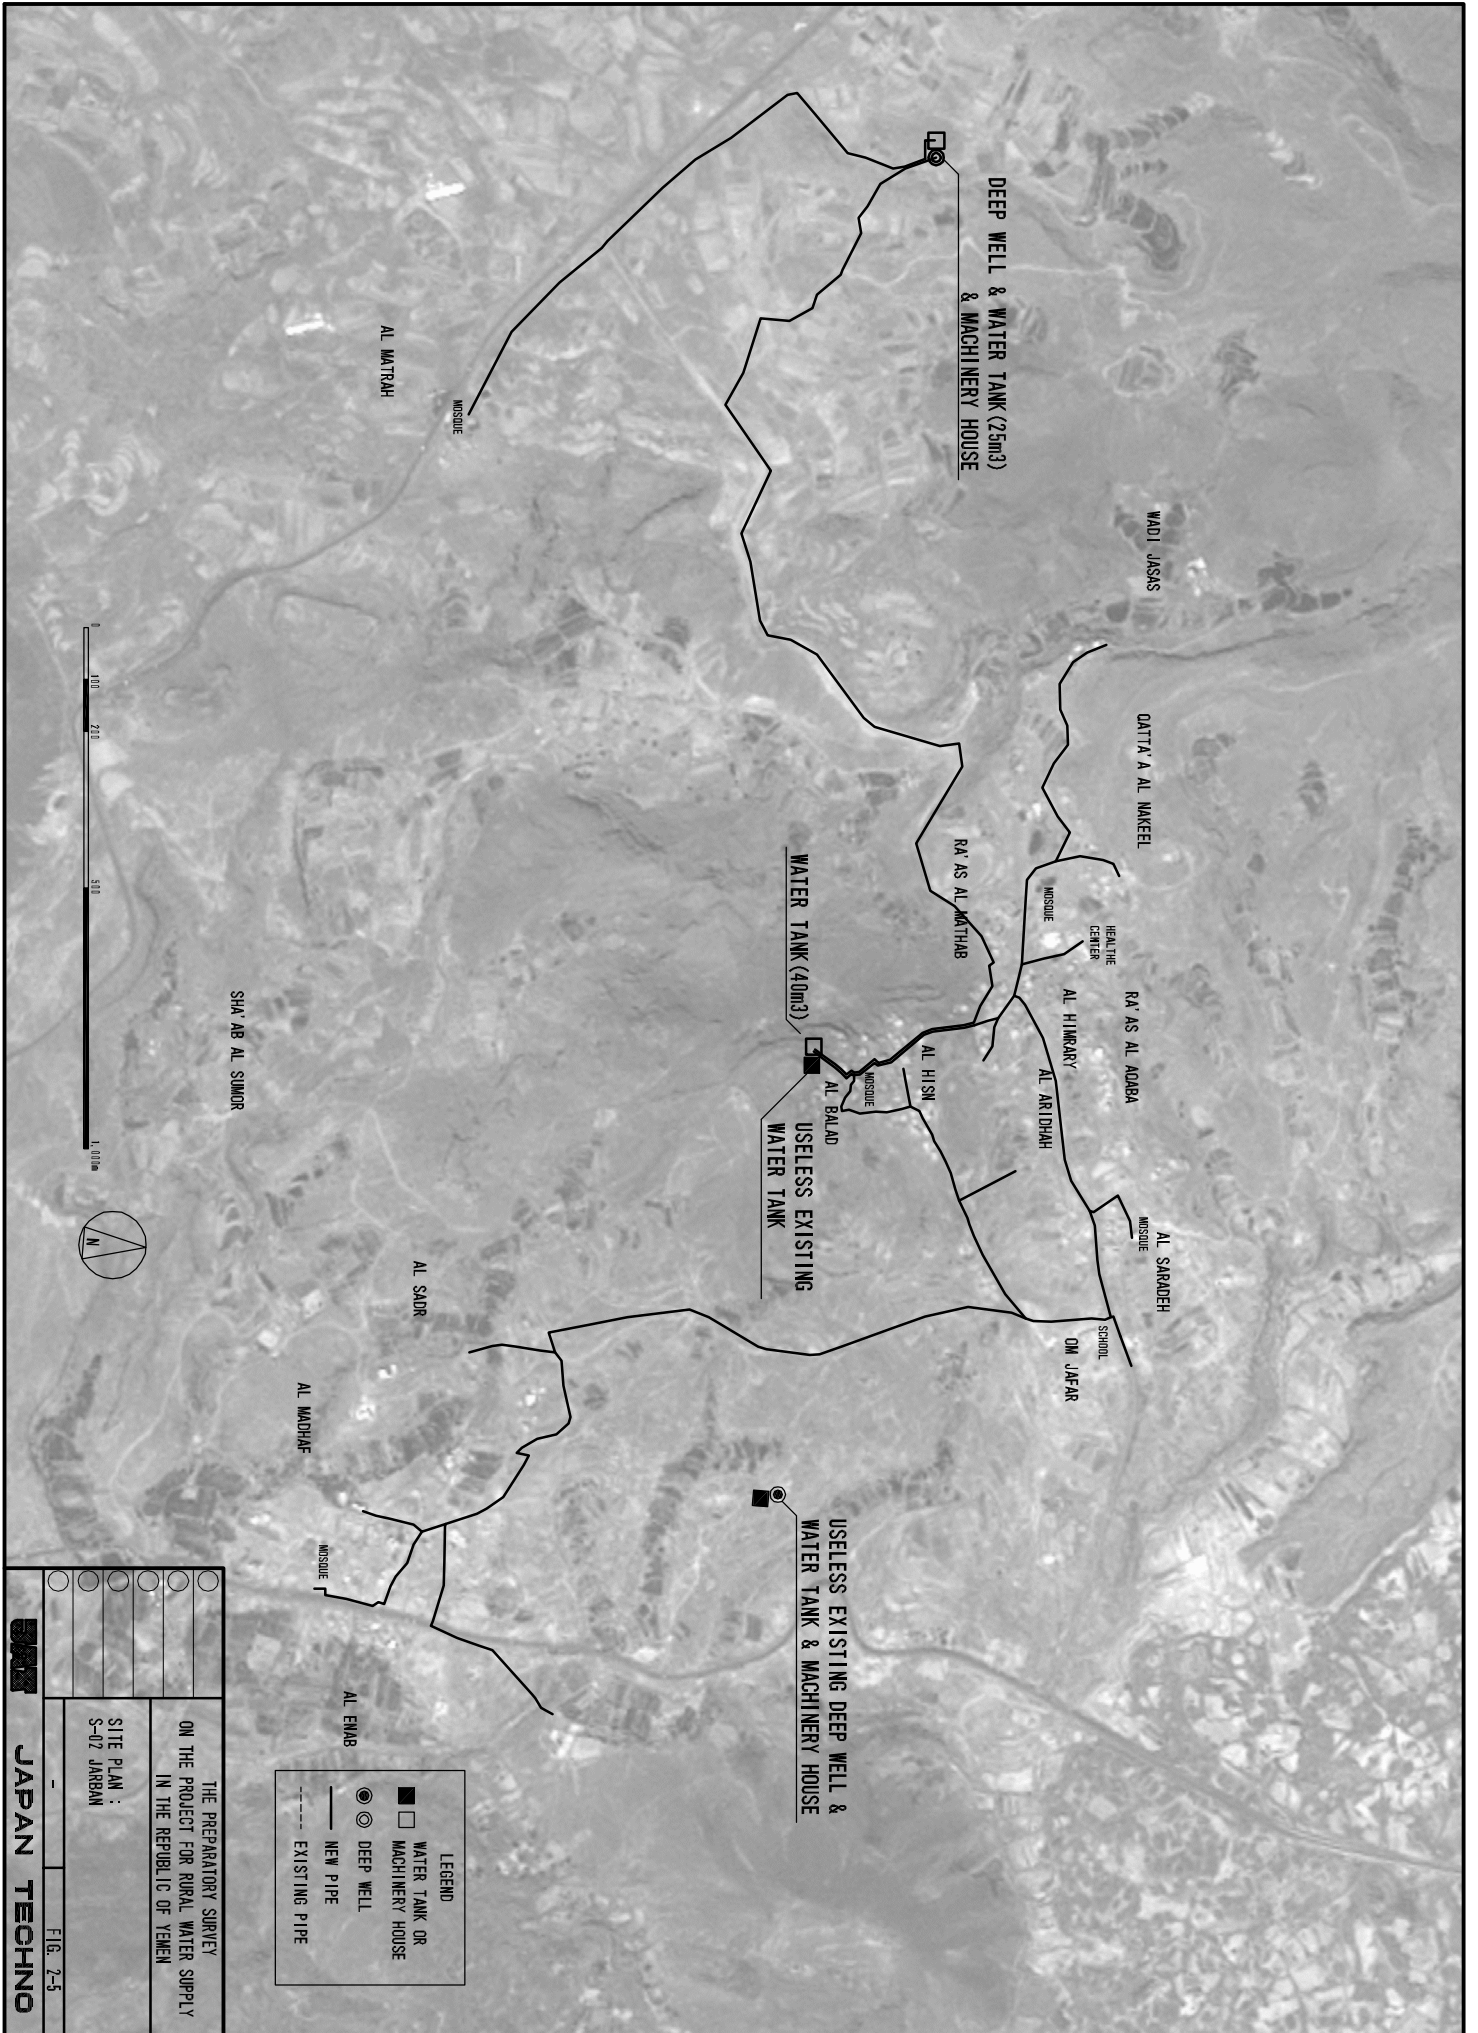 DEEP WELL & WATER TANK(25m3)
& MACHINERY HOUSE
WADI JASAS
QATTA'A AL NAKEEL
AL MATRAH
MOSQUE
RA'AS AL MATHAB
MOSQUE
HEALTHE
CENTER
RA'AS AL AQABA
AL HIMRARY
AL ARIDHAH
WATER TANK(40m3)
AL HISN
MOSQUE
AL BALAD
USELESS EXISTING
WATER TANK
MOSQUE
AL SARADEH
SCHOOL
OM JAFAR
SHA'AB AL SUMOR
AL SADR
AL MADHAF
MOSQUE
AL ENAB
USELESS EXISTING DEEP WELL &
WATER TANK & MACHINERY HOUSE
0 100 200 500 1,000m
N
LEGEND
WATER TANK OR
MACHINERY HOUSE
DEEP WELL
NEW PIPE
EXISTING PIPE
THE PREPARATORY SURVEY
ON THE PROJECT FOR RURAL WATER SUPPLY
IN THE REPUBLIC OF YEMEN
SITE PLAN :
S-02 JARBAN
- FIG. 2-5
JAPAN TECHNO